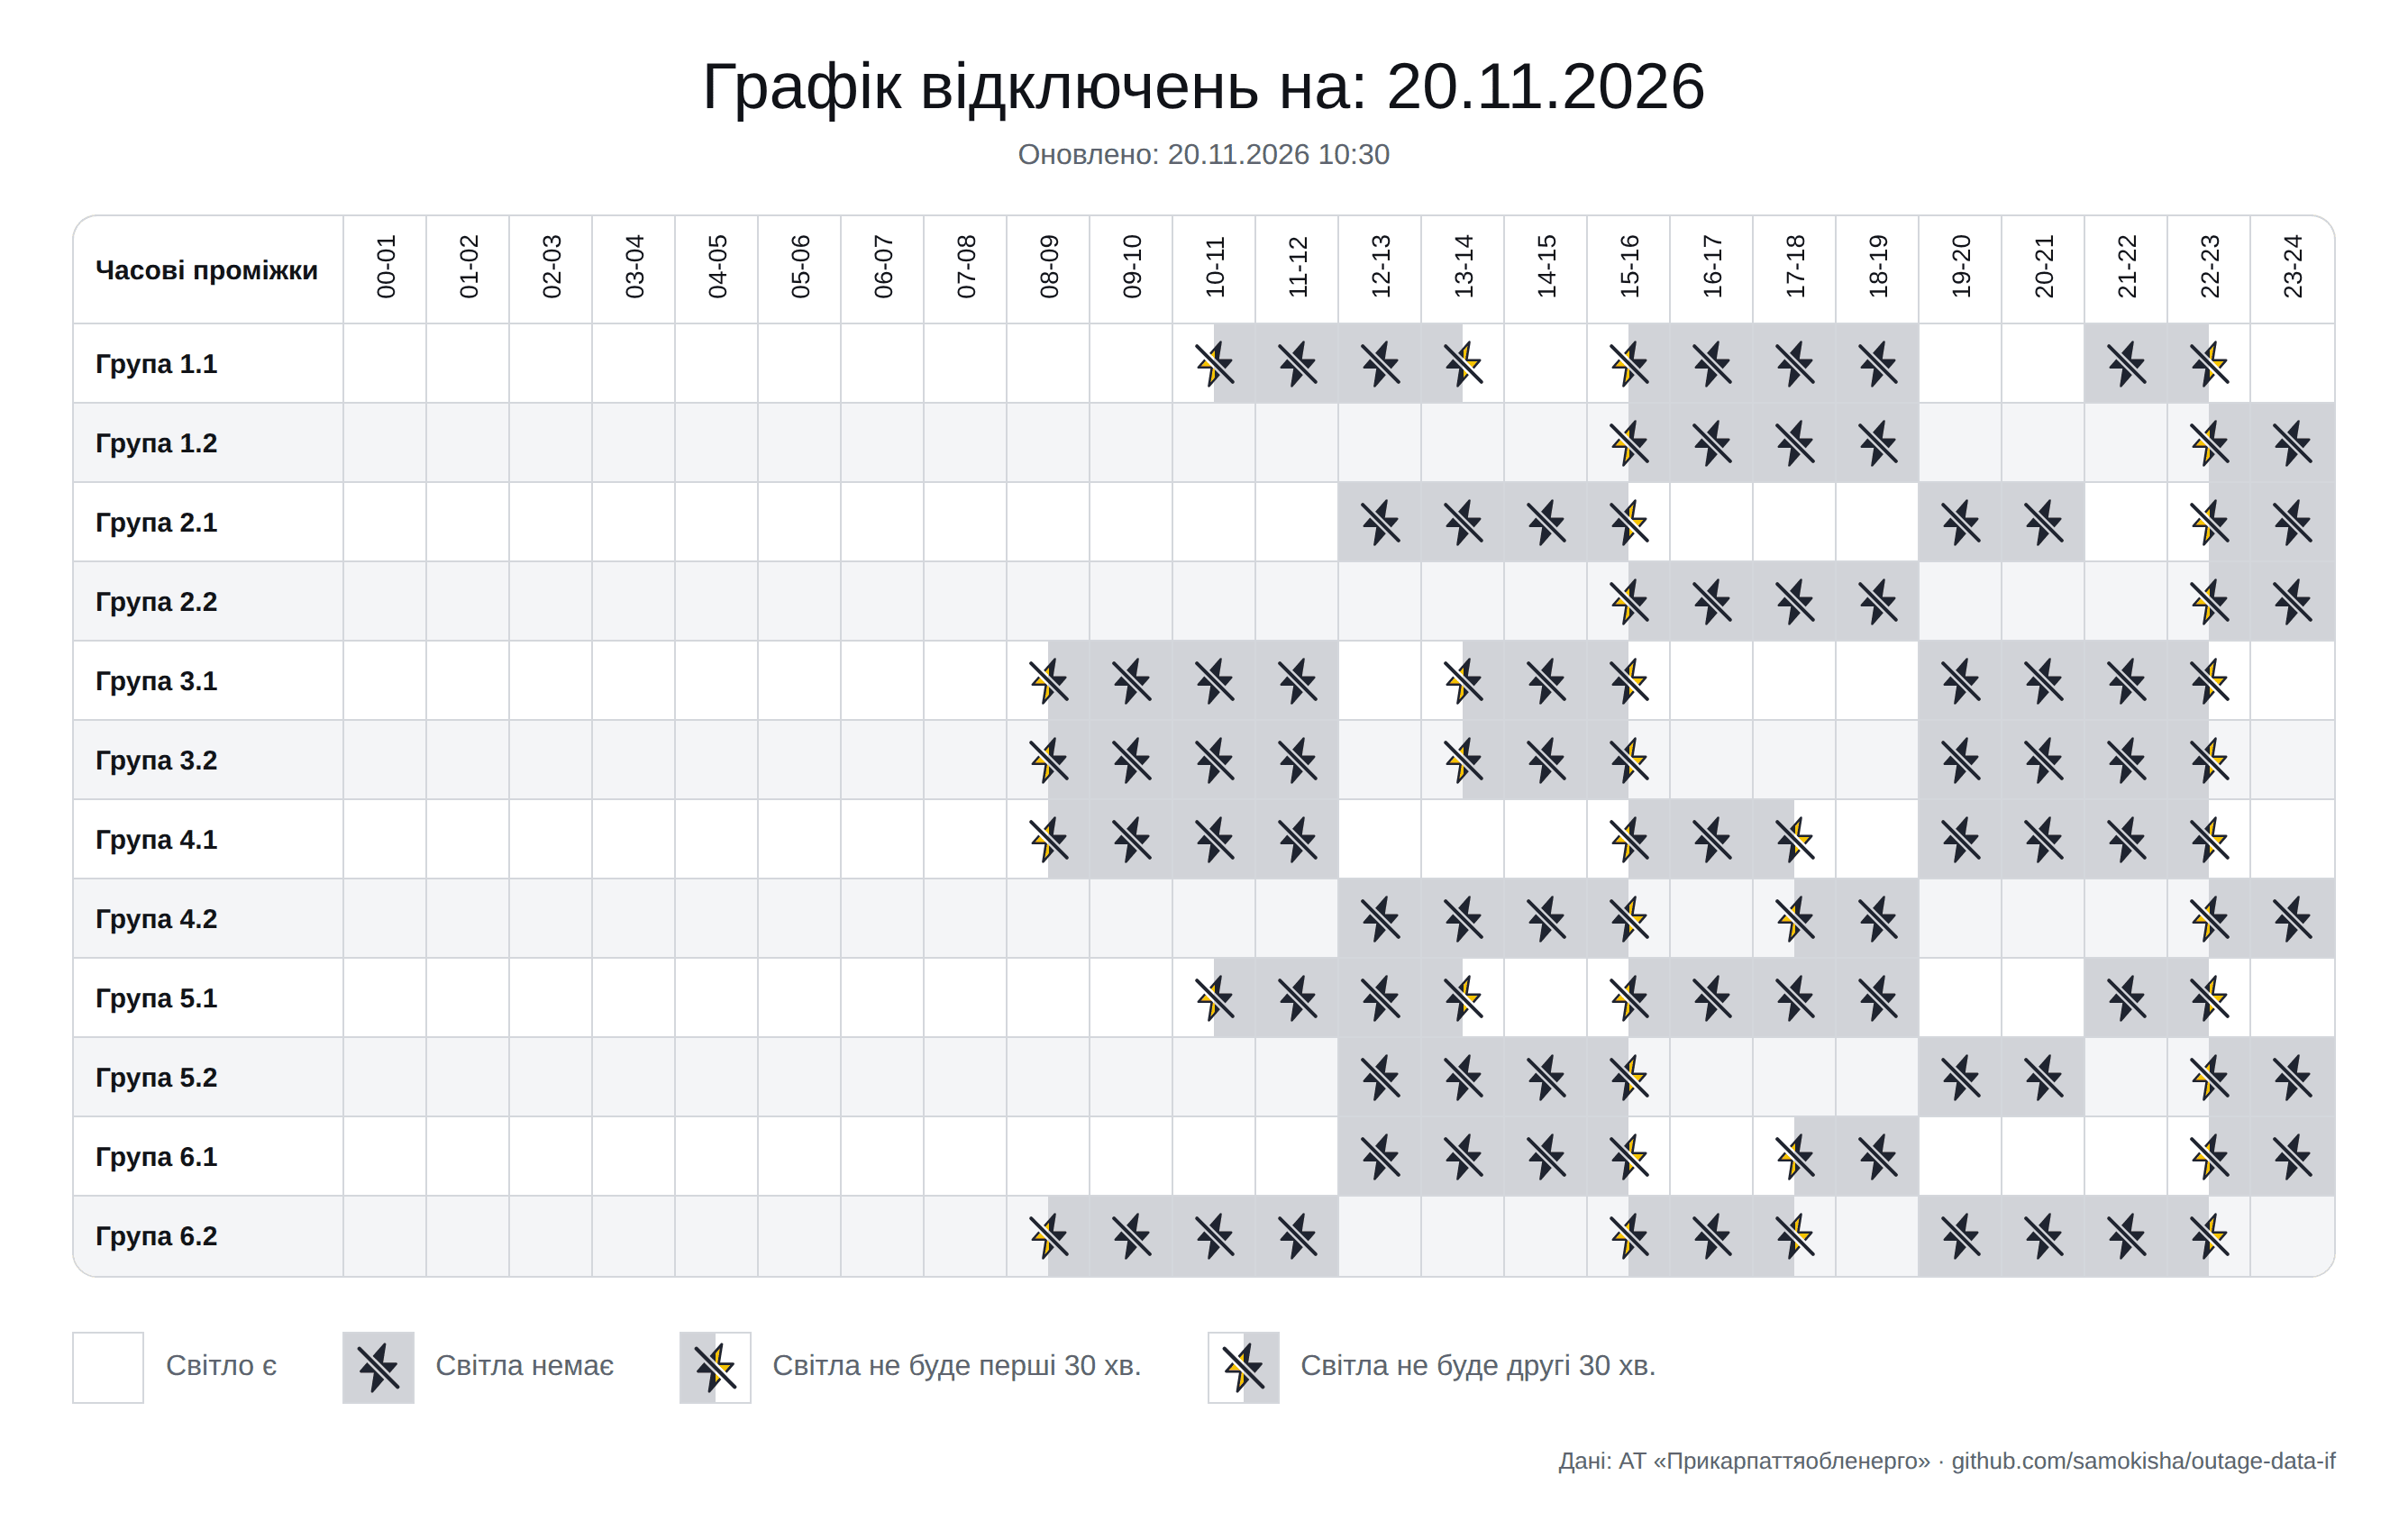 Графік відключень на: 20.11.2026
Оновлено: 20.11.2026 10:30
Часові проміжки 00-01 01-02 02-03 03-04 04-05 05-06 06-07 07-08 08-09 09-10 10-11 11-12 12-13 13-14 14-15 15-16 16-17 17-18 18-19 19-20 20-21 21-22 22-23 23-24
Група 1.1
Група 1.2
Група 2.1
Група 2.2
Група 3.1
Група 3.2
Група 4.1
Група 4.2
Група 5.1
Група 5.2
Група 6.1
Група 6.2
Світло є Світла немає Світла не буде перші 30 хв. Світла не буде другі 30 хв.
Дані: АТ «Прикарпаттяобленерго» · github.com/samokisha/outage-data-if